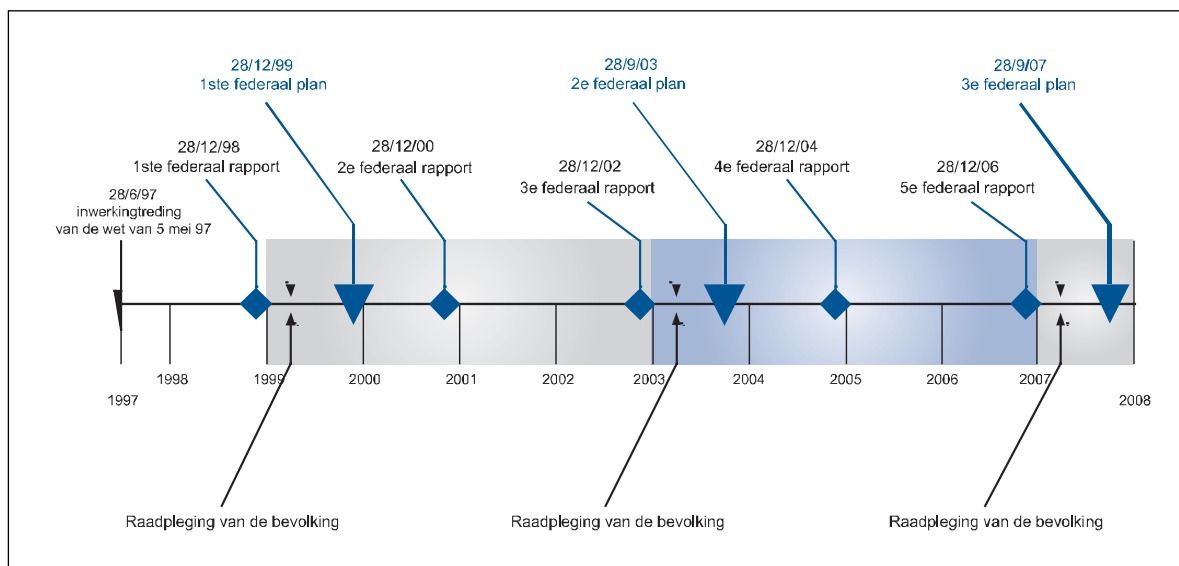 28/12/99
1ste federaal plan
28/9/03
2e federaal plan
28/9/07
3e federaal plan
28/12/98
1ste federaal rapport
28/12/00
2e federaal rapport
28/12/02
3e federaal rapport
28/12/04
4e federaal rapport
28/12/06
5e federaal rapport
28/6/97
inwerkingtreding
van de wet van 5 mei 97
1997
1998
1999
2000
2001
2002
2003
2004
2005
2006
2007
2008
Raadpleging van de bevolking
Raadpleging van de bevolking
Raadpleging van de bevolking